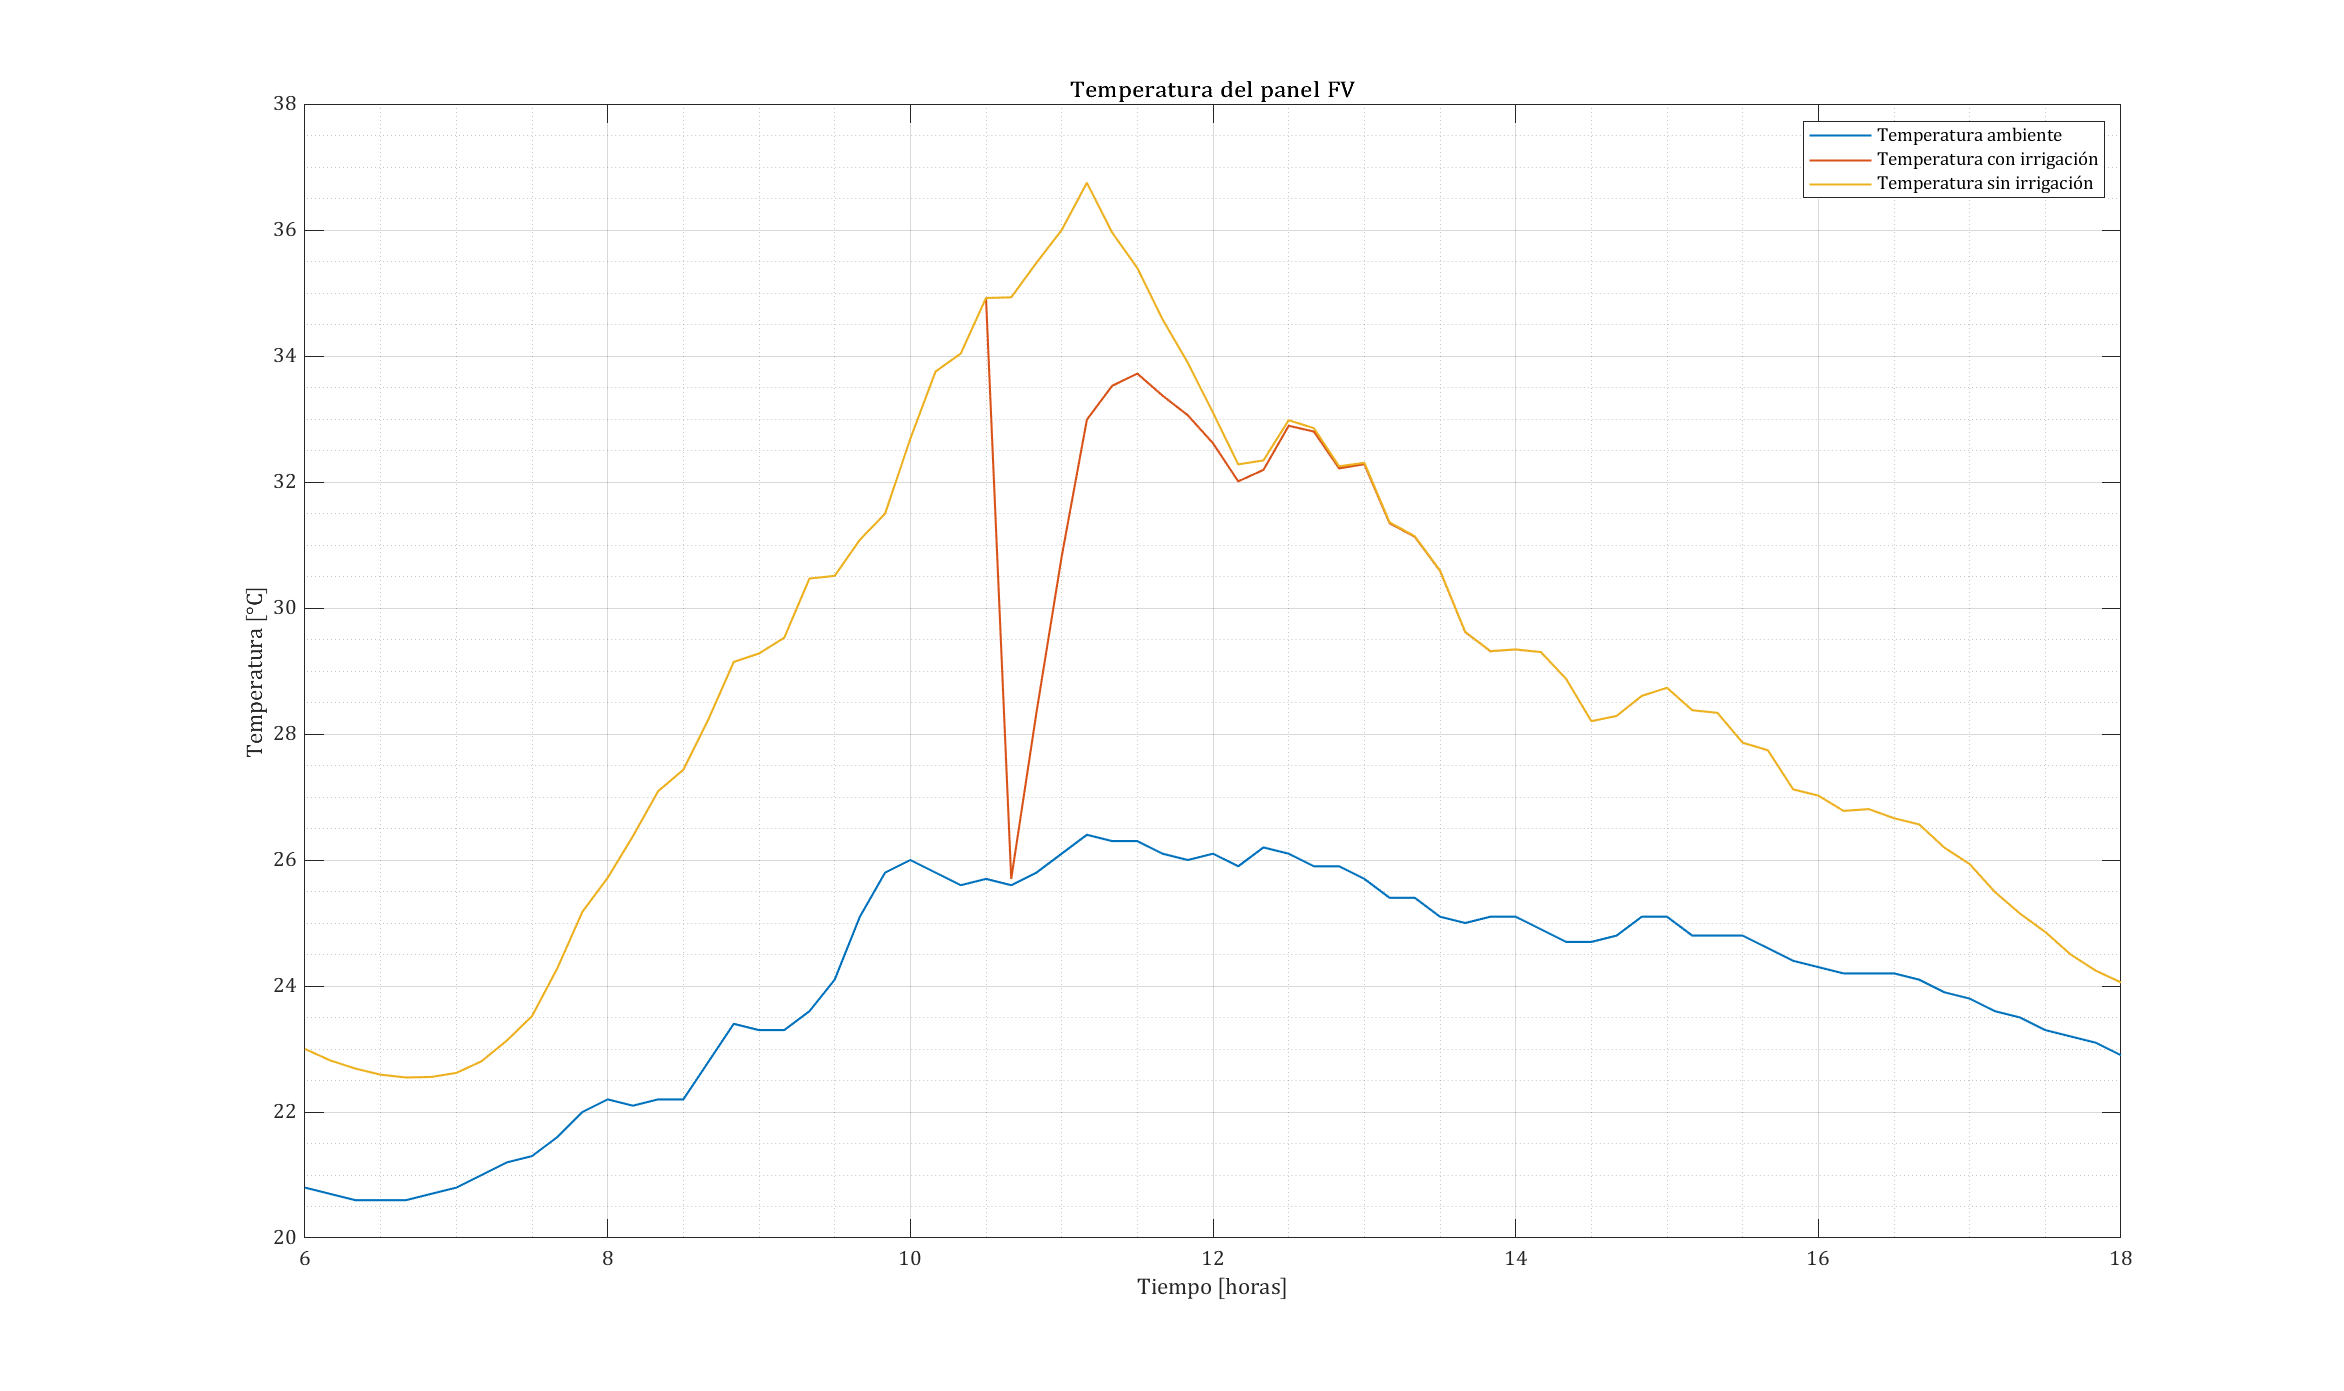 Temperatura del panel FV
Temperatura ambiente
Temperatura con irrigación
Temperatura sin irrigación
Temperatura [°C]
38
36
34
32
30
28
26
24
22
20
6 8 10 12 14 16 18
Tiempo [horas]